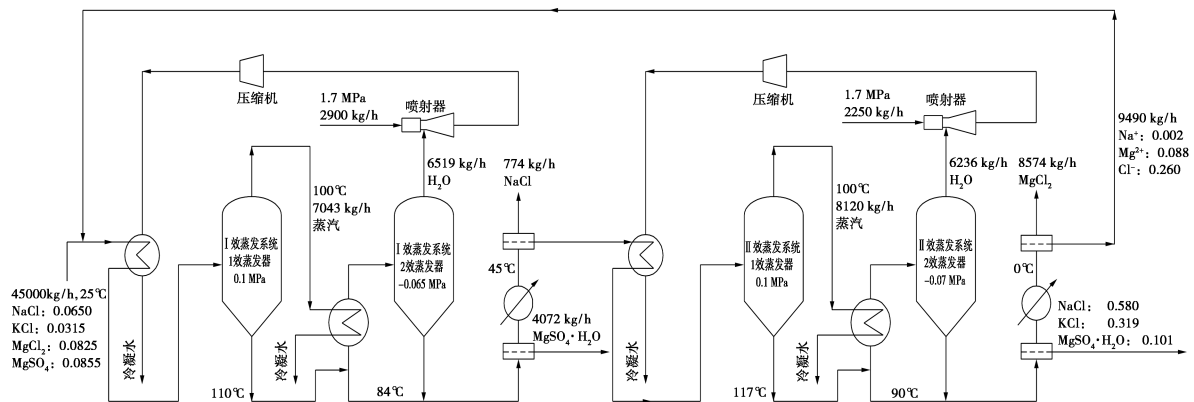 压缩机
1.7 MPa
2900 kg/h
喷射器
6519 kg/h
H₂O
774 kg/h
NaCl
100℃
7043 kg/h
蒸汽
Ⅰ效蒸发系统
1效蒸发器
0.1 MPa
Ⅰ效蒸发系统
2效蒸发器
-0.065 MPa
45℃
45000kg/h, 25℃
NaCl：0.0650
KCl：0.0315
MgCl₂：0.0825
MgSO₄：0.0855
冷凝水
冷凝水
4072 kg/h
MgSO₄·H₂O
110℃
84℃
压缩机
1.7 MPa
2250 kg/h
喷射器
6236 kg/h
H₂O
8574 kg/h
MgCl₂
9490 kg/h
Na⁺：0.002
Mg²⁺：0.088
Cl⁻：0.260
100℃
8120 kg/h
蒸汽
Ⅱ效蒸发系统
1效蒸发器
0.1 MPa
Ⅱ效蒸发系统
2效蒸发器
-0.07 MPa
0℃
冷凝水
冷凝水
NaCl：0.580
KCl：0.319
MgSO₄·H₂O：0.101
117℃
90℃